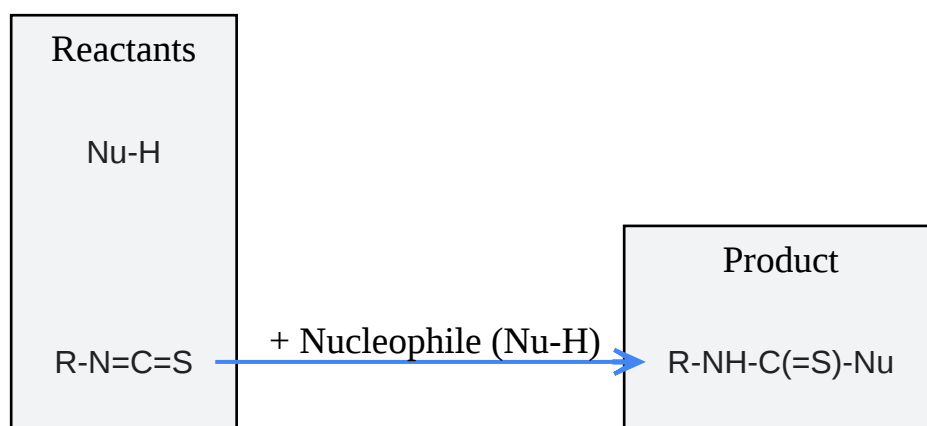 Reactants
Nu-H
R-N=C=S
+ Nucleophile (Nu-H)
Product
R-NH-C(=S)-Nu